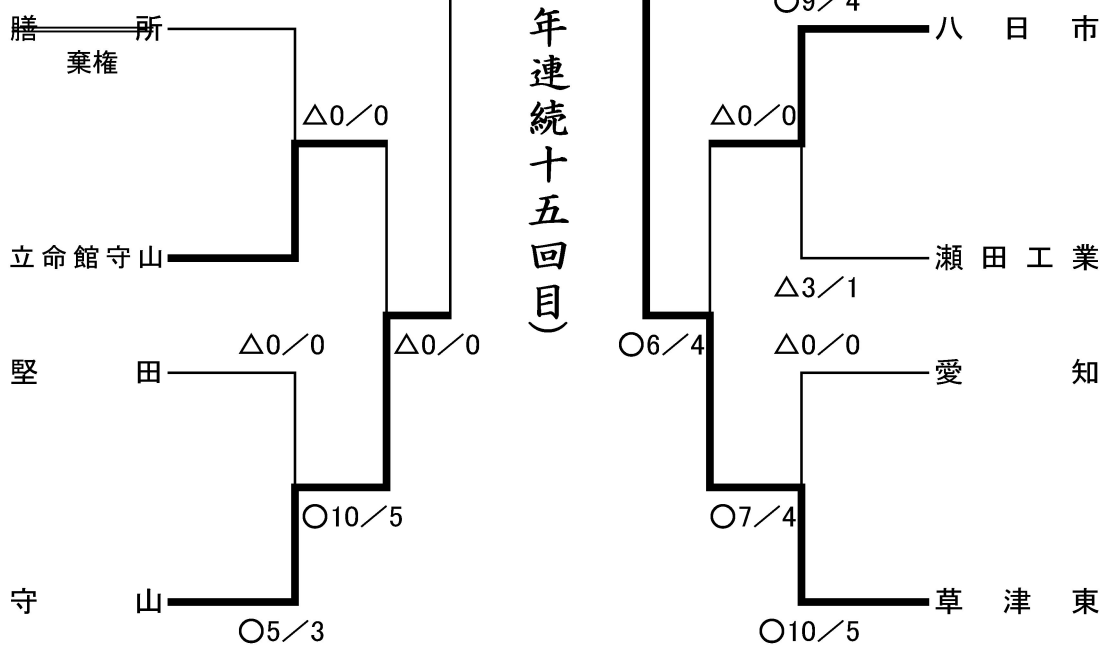 膳所
棄権
△0／0
立命館守山
△0／0
△0／0
堅田
○10／5
守山
○5／3
年連続十五回目）
○9／4
八日市
△0／0
瀬田工業
△3／1
△0／0
○6／4
愛知
○7／4
草津東
○10／5